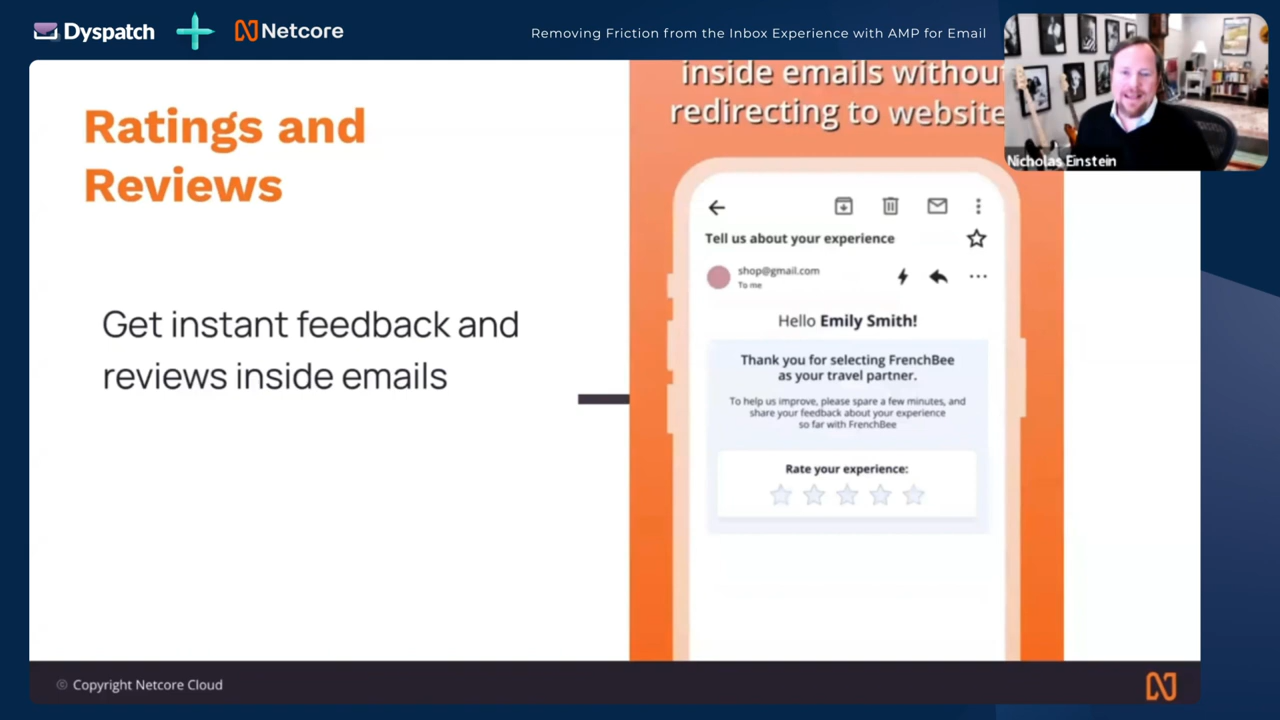 Dyspatch
Netcore
Removing Friction from the Inbox Experience with AMP for Email
Nicholas Einstein
Ratings and
Reviews
Get instant feedback and
reviews inside emails
inside emails withou
redirecting to website
Tell us about your experience
shop@gmail.com
To me
Hello Emily Smith!
Thank you for selecting FrenchBee
as your travel partner.
To help us improve, please spare a few minutes, and
share your feedback about your experience
so far with FrenchBee
Rate your experience:
© Copyright Netcore Cloud